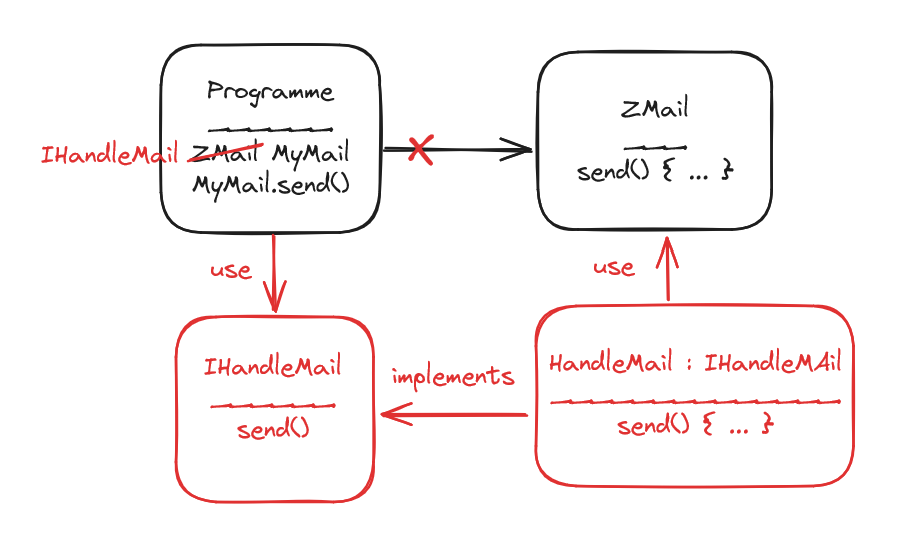 Programme
IHandleMail ZMail MyMail
MyMail.send()
ZMail
send() { ... }
use
use
IHandleMail
send()
implements
HandleMail : IHandleMAil
send() { ... }